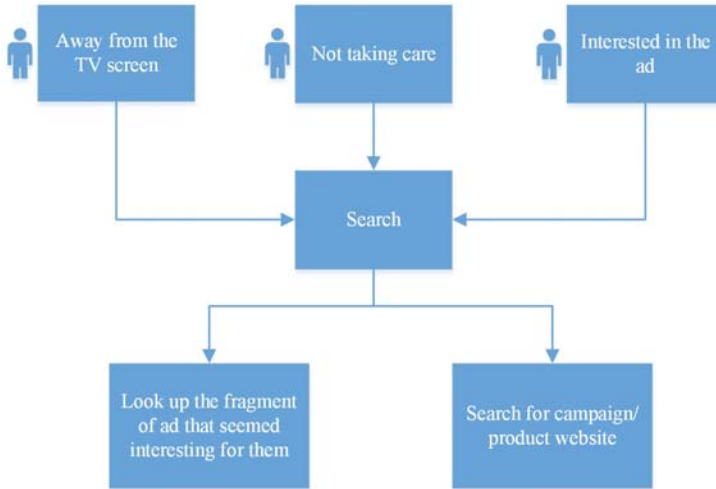 Away from the
TV screen
Not taking care
Interested in the
ad
Search
Look up the fragment
of ad that seemed
interesting for them
Search for campaign/
product website